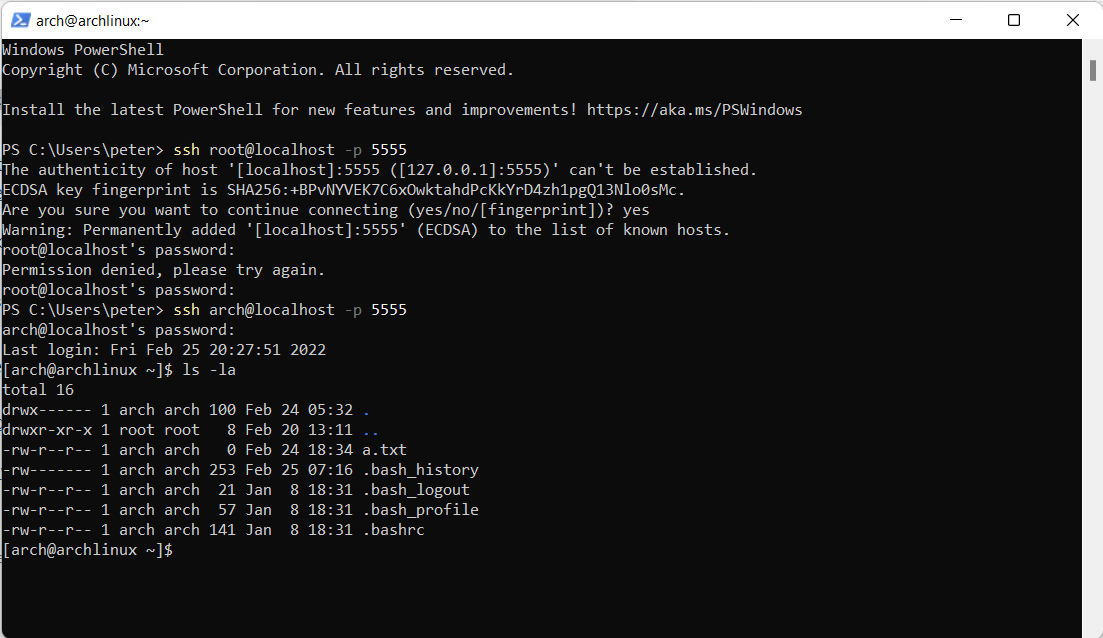 arch@archlinux:~
Windows PowerShell
Copyright (C) Microsoft Corporation. All rights reserved.
Install the latest PowerShell for new features and improvements! https://aka.ms/PSWindows
PS C:\Users\peter> ssh root@localhost -p 5555
The authenticity of host '[localhost]:5555 ([127.0.0.1]:5555)' can't be established.
ECDSA key fingerprint is SHA256:+BPvNYVEK7C6xOwktahdPcKkYrD4zh1pgQ13Nlo0sMc.
Are you sure you want to continue connecting (yes/no/[fingerprint])? yes
Warning: Permanently added '[localhost]:5555' (ECDSA) to the list of known hosts.
root@localhost's password:
Permission denied, please try again.
root@localhost's password:
PS C:\Users\peter> ssh arch@localhost -p 5555
arch@localhost's password:
Last login: Fri Feb 25 20:27:51 2022
[arch@archlinux ~]$ ls -la
total 16
drwx------ 1 arch arch 100 Feb 24 05:32 .
drwxr-xr-x 1 root root   8 Feb 20 13:11 ..
-rw-r--r-- 1 arch arch   0 Feb 24 18:34 a.txt
-rw------- 1 arch arch 253 Feb 25 07:16 .bash_history
-rw-r--r-- 1 arch arch  21 Jan  8 18:31 .bash_logout
-rw-r--r-- 1 arch arch  57 Jan  8 18:31 .bash_profile
-rw-r--r-- 1 arch arch 141 Jan  8 18:31 .bashrc
[arch@archlinux ~]$